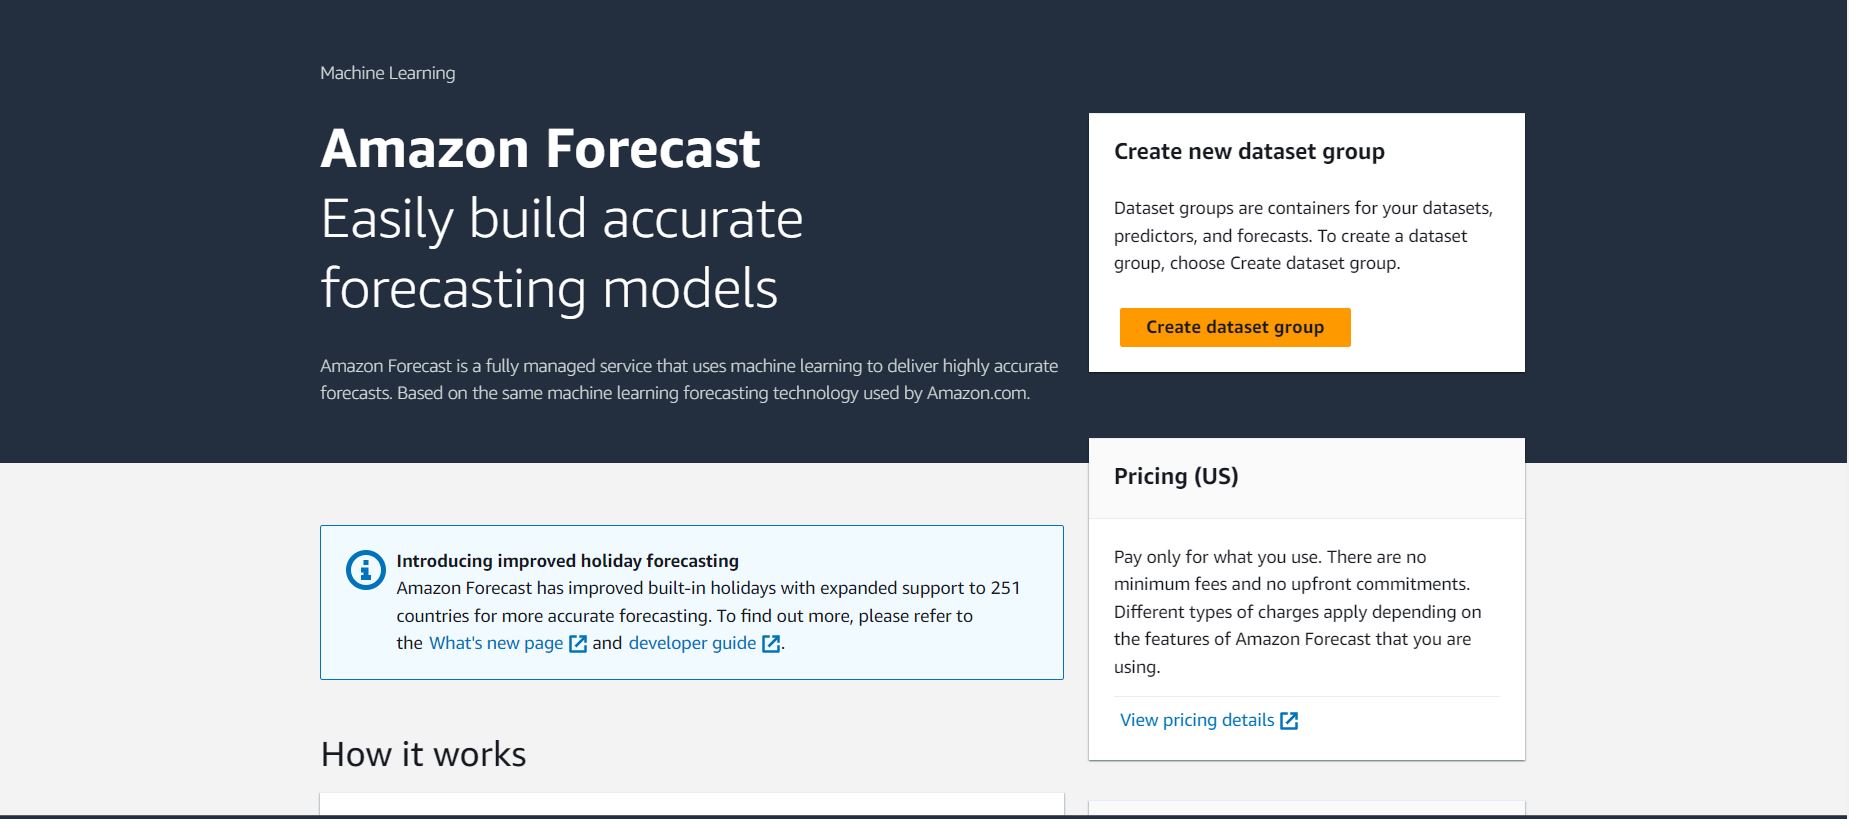 Machine Learning
Amazon Forecast
Easily build accurate
forecasting models
Amazon Forecast is a fully managed service that uses machine learning to deliver highly accurate
forecasts. Based on the same machine learning forecasting technology used by Amazon.com.
Create new dataset group
Dataset groups are containers for your datasets,
predictors, and forecasts. To create a dataset
group, choose Create dataset group.
Create dataset group
Pricing (US)
Pay only for what you use. There are no
minimum fees and no upfront commitments.
Different types of charges apply depending on
the features of Amazon Forecast that you are
using.
View pricing details
Introducing improved holiday forecasting
Amazon Forecast has improved built-in holidays with expanded support to 251
countries for more accurate forecasting. To find out more, please refer to
the What's new page and developer guide.
How it works